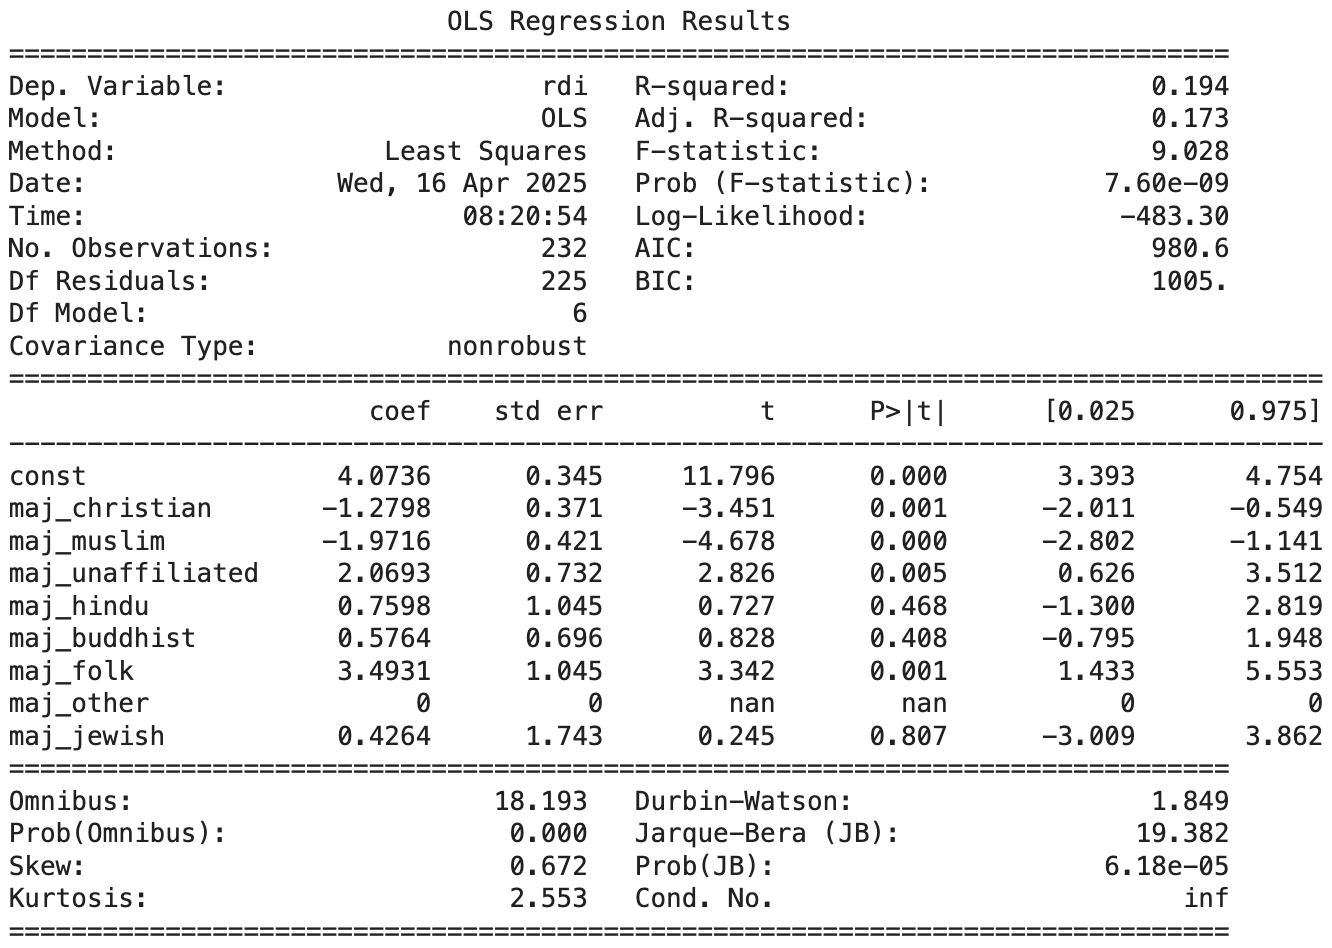 OLS Regression Results
==============================================================================
Dep. Variable:                    rdi   R-squared:                       0.194
Model:                            OLS   Adj. R-squared:                  0.173
Method:                 Least Squares   F-statistic:                     9.028
Date:                Wed, 16 Apr 2025   Prob (F-statistic):           7.60e-09
Time:                        08:20:54   Log-Likelihood:                -483.30
No. Observations:                 232   AIC:                             980.6
Df Residuals:                     225   BIC:                             1005.
Df Model:                           6
Covariance Type:            nonrobust
====================================================================================
                       coef    std err          t      P>|t|      [0.025      0.975]
------------------------------------------------------------------------------------
const                4.0736      0.345     11.796      0.000       3.393       4.754
maj_christian       -1.2798      0.371     -3.451      0.001      -2.011      -0.549
maj_muslim          -1.9716      0.421     -4.678      0.000      -2.802      -1.141
maj_unaffiliated     2.0693      0.732      2.826      0.005       0.626       3.512
maj_hindu            0.7598      1.045      0.727      0.468      -1.300       2.819
maj_buddhist         0.5764      0.696      0.828      0.408      -0.795       1.948
maj_folk             3.4931      1.045      3.342      0.001       1.433       5.553
maj_other                 0          0        nan        nan           0           0
maj_jewish           0.4264      1.743      0.245      0.807      -3.009       3.862
==============================================================================
Omnibus:                       18.193   Durbin-Watson:                   1.849
Prob(Omnibus):                  0.000   Jarque-Bera (JB):               19.382
Skew:                           0.672   Prob(JB):                     6.18e-05
Kurtosis:                       2.553   Cond. No.                          inf
==============================================================================